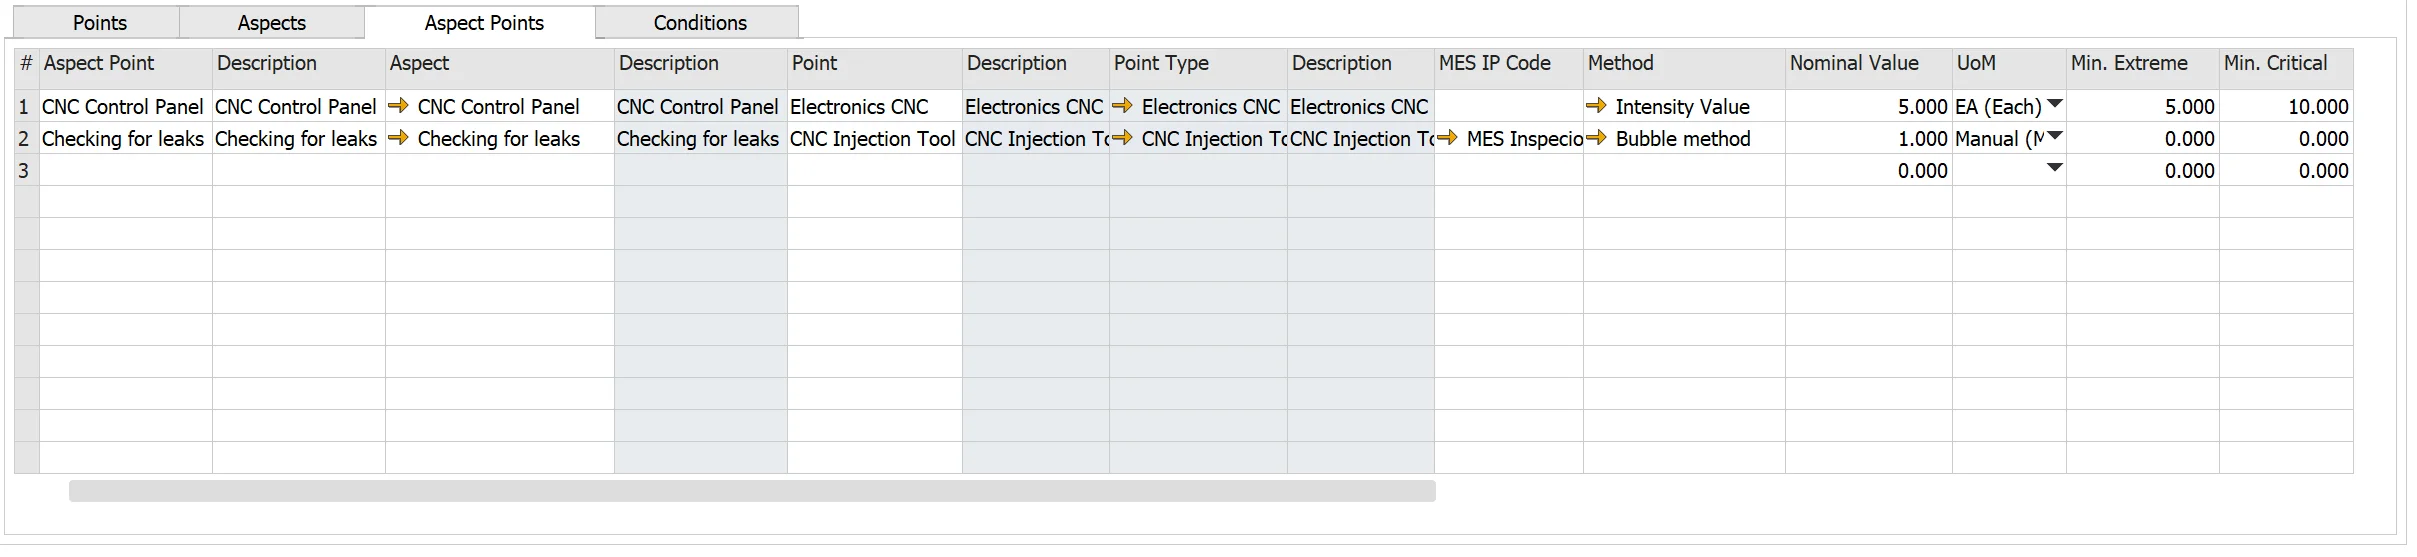 Points Aspects Aspect Points Conditions
# Aspect Point Description Aspect Description Point Description Point Type Description MES IP Code Method Nominal Value UoM Min. Extreme Min. Critical
1 CNC Control Panel CNC Control Panel CNC Control Panel CNC Control Panel Electronics CNC Electronics CNC Electronics CNC Electronics CNC Intensity Value 5.000 EA (Each) 5.000 10.000
2 Checking for leaks Checking for leaks Checking for leaks Checking for leaks CNC Injection Tool CNC Injection To CNC Injection To CNC Injection To MES Inspecio Bubble method 1.000 Manual (M 0.000 0.000
3 0.000 0.000 0.000